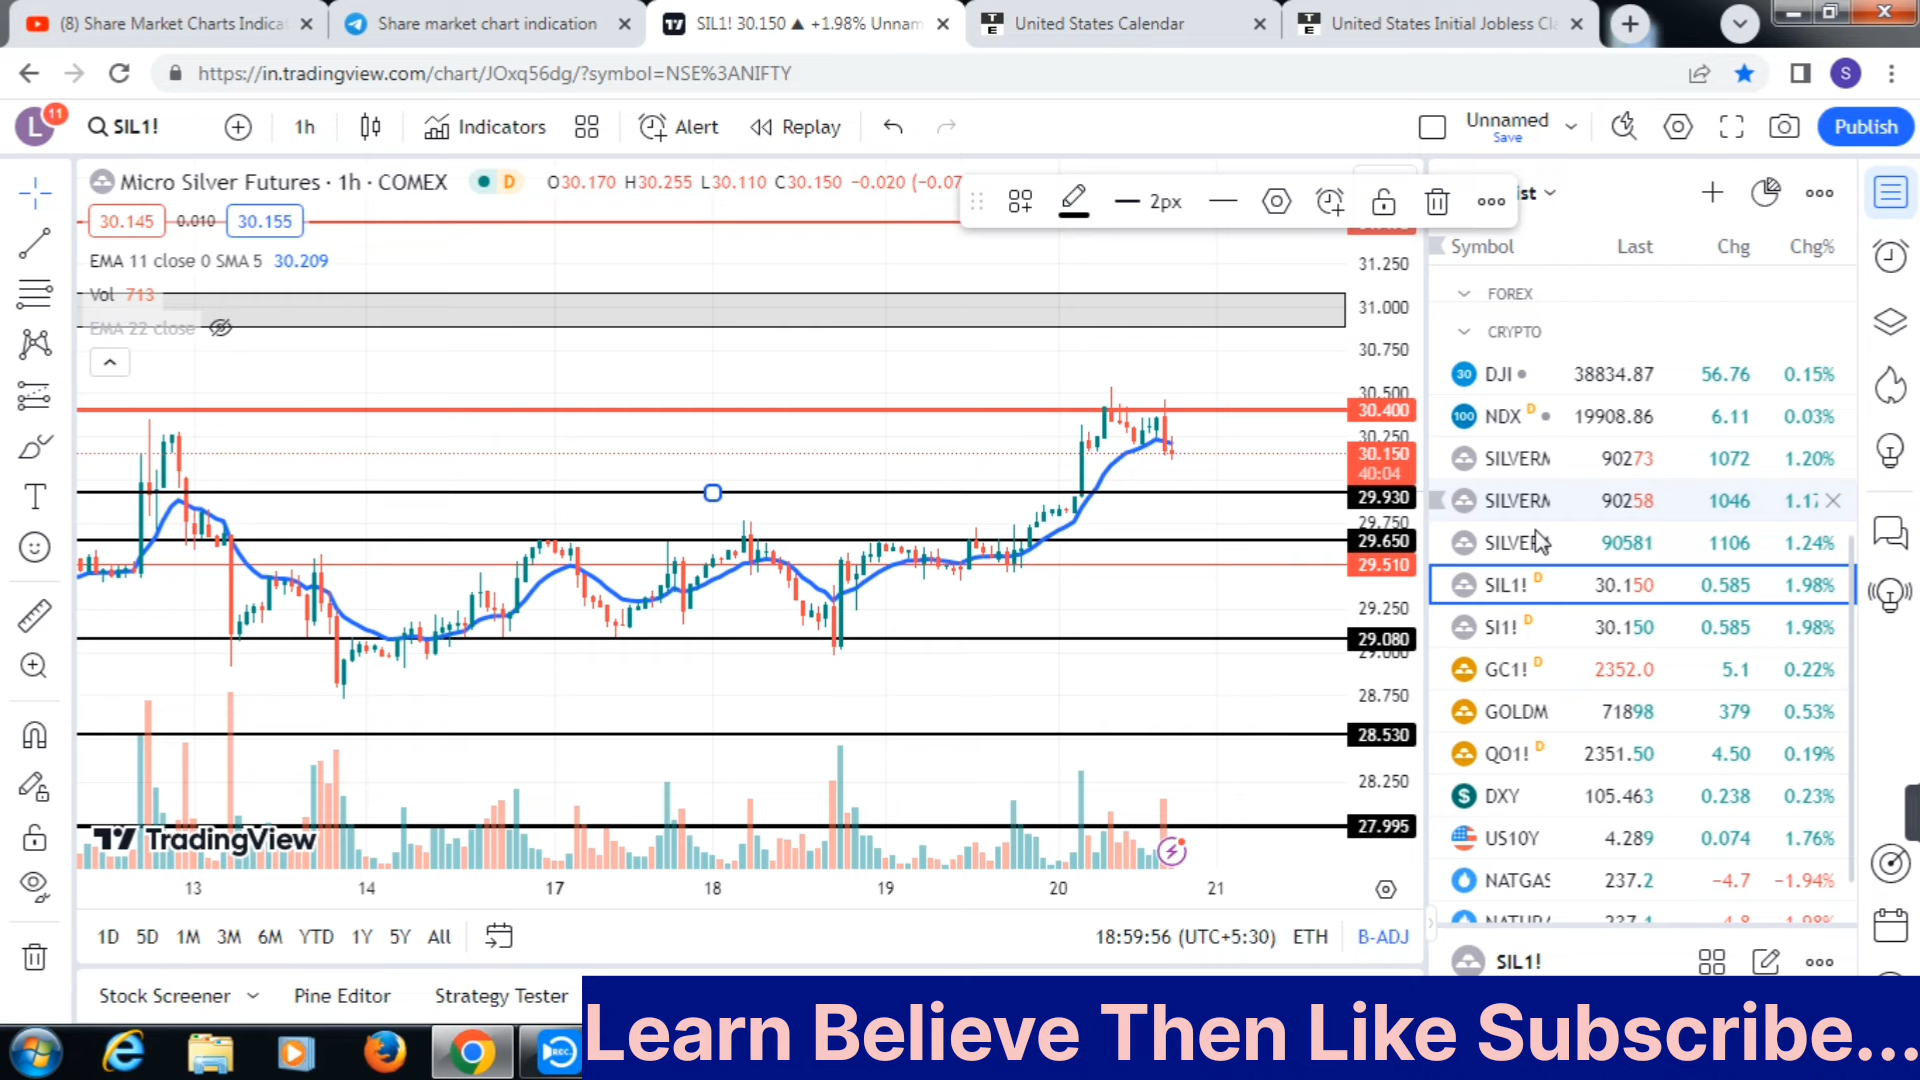 (8) Share Market Charts Indica
Share market chart indication
SIL1! 30.150 ▲ +1.98% Unnam
United States Calendar
United States Initial Jobless Cl
https://in.tradingview.com/chart/JOxq56dg/?symbol=NSE%3ANIFTY
S
L 11
SIL1!
1h
Indicators
Alert
Replay
Unnamed
Save
Publish
Micro Silver Futures · 1h · COMEX
D
O30.170 H30.255 L30.110 C30.150 −0.020 (−0.07
2px
30.145 0.010 30.155
EMA 11 close 0 SMA 5 30.209
Vol 713
EMA 22 close
31.250
31.000
30.750
30.500
30.400
30.250
30.150
40:04
29.930
29.750
29.650
29.510
29.250
29.080
29.000
28.750
28.530
28.250
27.995
TradingView
13 14 17 18 19 20 21
1D 5D 1M 3M 6M YTD 1Y 5Y All
18:59:56 (UTC+5:30) ETH B-ADJ
Stock Screener Pine Editor Strategy Tester
st
Symbol Last Chg Chg%
FOREX
CRYPTO
30 DJI 38834.87 56.76 0.15%
100 NDX D 19908.86 6.11 0.03%
SILVERM 90273 1072 1.20%
SILVERM 90258 1046 1.17
SILVER 90581 1106 1.24%
SIL1! D 30.150 0.585 1.98%
SI1! D 30.150 0.585 1.98%
GC1! D 2352.0 5.1 0.22%
GOLDM 71898 379 0.53%
QO1! D 2351.50 4.50 0.19%
DXY 105.463 0.238 0.23%
US10Y 4.289 0.074 1.76%
NATGAS 237.2 −4.7 −1.94%
SIL1!
REC
Learn Believe Then Like Subscribe...